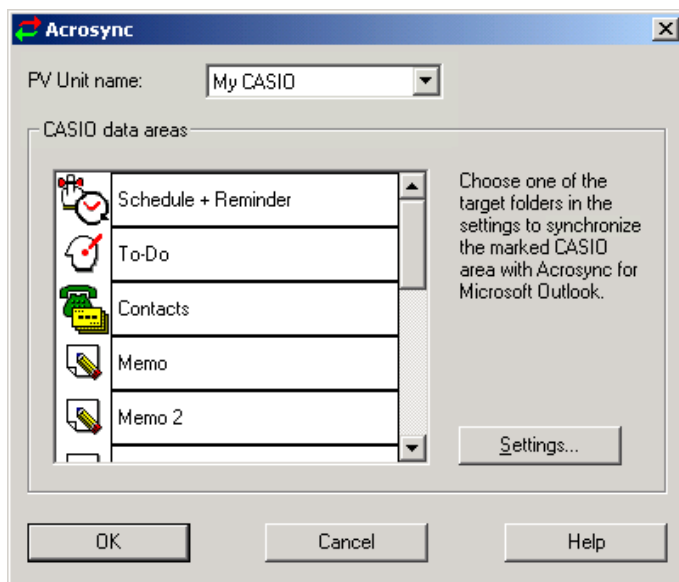 Acrosync
PV Unit name:
My CASIO
CASIO data areas
Schedule + Reminder
To-Do
Contacts
Memo
Memo 2
Choose one of the
target folders in the
settings to synchronize
the marked CASIO
area with Acrosync for
Microsoft Outlook.
Settings...
OK
Cancel
Help